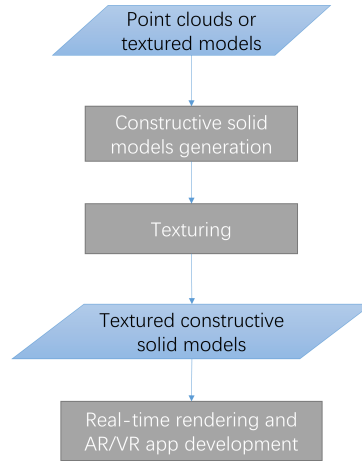 Point clouds or
textured models
Constructive solid
models generation
Texturing
Textured constructive
solid models
Real-time rendering and
AR/VR app development